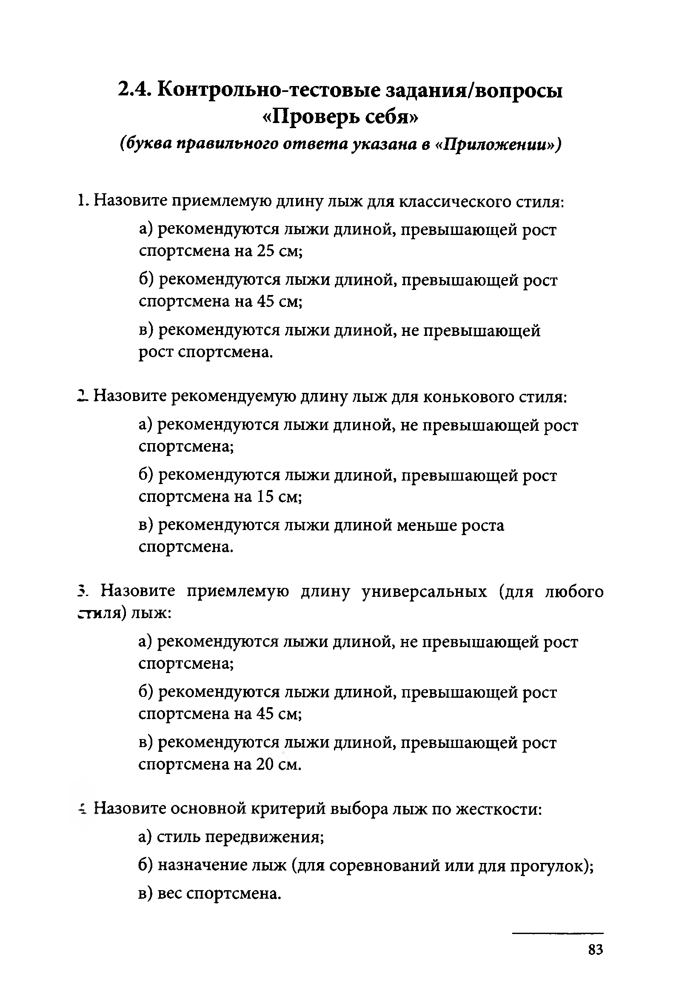 2.4. Контрольно-тестовые задания/вопросы
«Проверь себя»
(буква правильного ответа указана в «Приложении»)
1. Назовите приемлемую длину лыж для классического стиля:
а) рекомендуются лыжи длиной, превышающей рост
спортсмена на 25 см;
б) рекомендуются лыжи длиной, превышающей рост
спортсмена на 45 см;
в) рекомендуются лыжи длиной, не превышающей
рост спортсмена.
2. Назовите рекомендуемую длину лыж для конькового стиля:
а) рекомендуются лыжи длиной, не превышающей рост
спортсмена;
б) рекомендуются лыжи длиной, превышающей рост
спортсмена на 15 см;
в) рекомендуются лыжи длиной меньше роста
спортсмена.
3. Назовите приемлемую длину универсальных (для любого
стиля) лыж:
а) рекомендуются лыжи длиной, не превышающей рост
спортсмена;
б) рекомендуются лыжи длиной, превышающей рост
спортсмена на 45 см;
в) рекомендуются лыжи длиной, превышающей рост
спортсмена на 20 см.
4. Назовите основной критерий выбора лыж по жесткости:
а) стиль передвижения;
б) назначение лыж (для соревнований или для прогулок);
в) вес спортсмена.
83